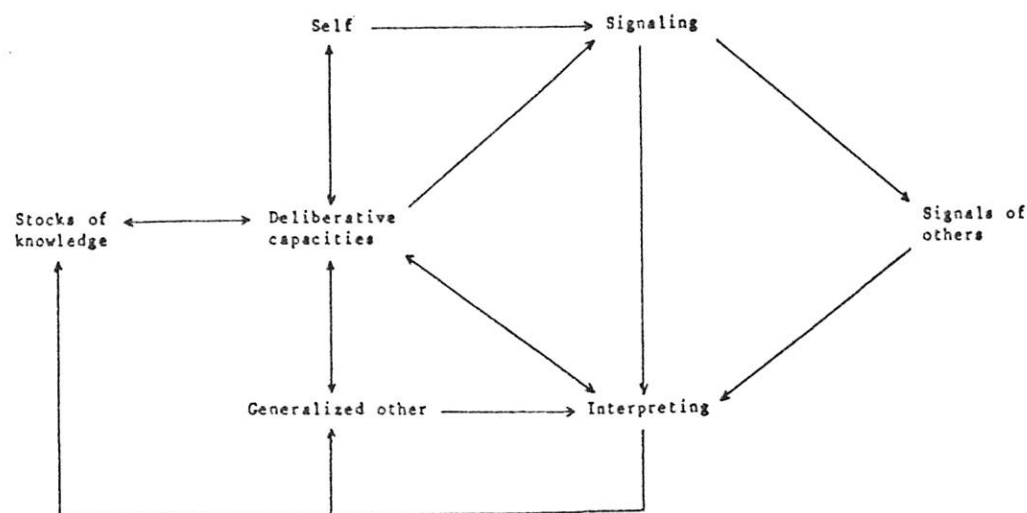 Self
Signaling
Stocks of
knowledge
Deliberative
capacities
Signals of
others
Generalized other
Interpreting